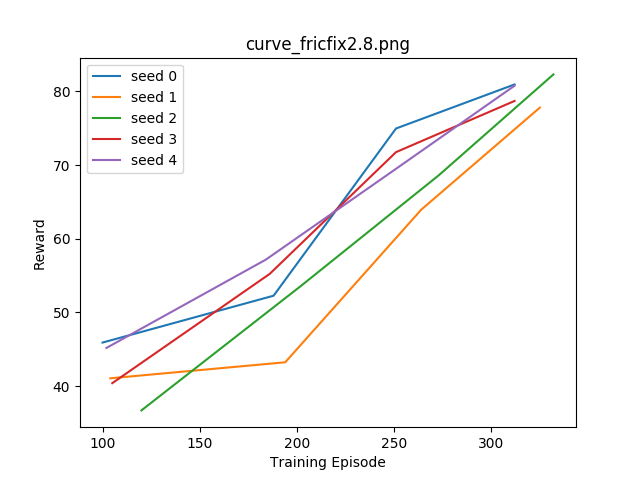 curve_fricfix2.8.png
seed 0
seed 1
seed 2
seed 3
seed 4
80
70
60
50
40
Reward
100 150 200 250 300
Training Episode